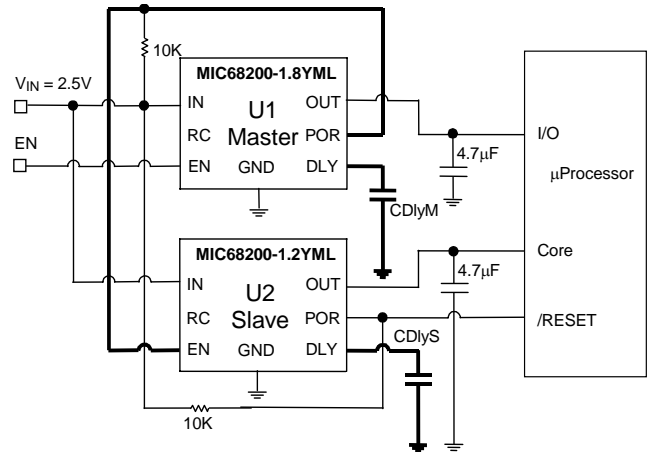 10K
VIN = 2.5V
EN
MIC68200-1.8YML
IN
OUT
U1
Master
RC
POR
EN
GND
DLY
CDlyM
4.7μF
I/O
μProcessor
MIC68200-1.2YML
IN
OUT
U2
Slave
RC
POR
EN
GND
DLY
CDlyS
4.7μF
Core
/RESET
10K